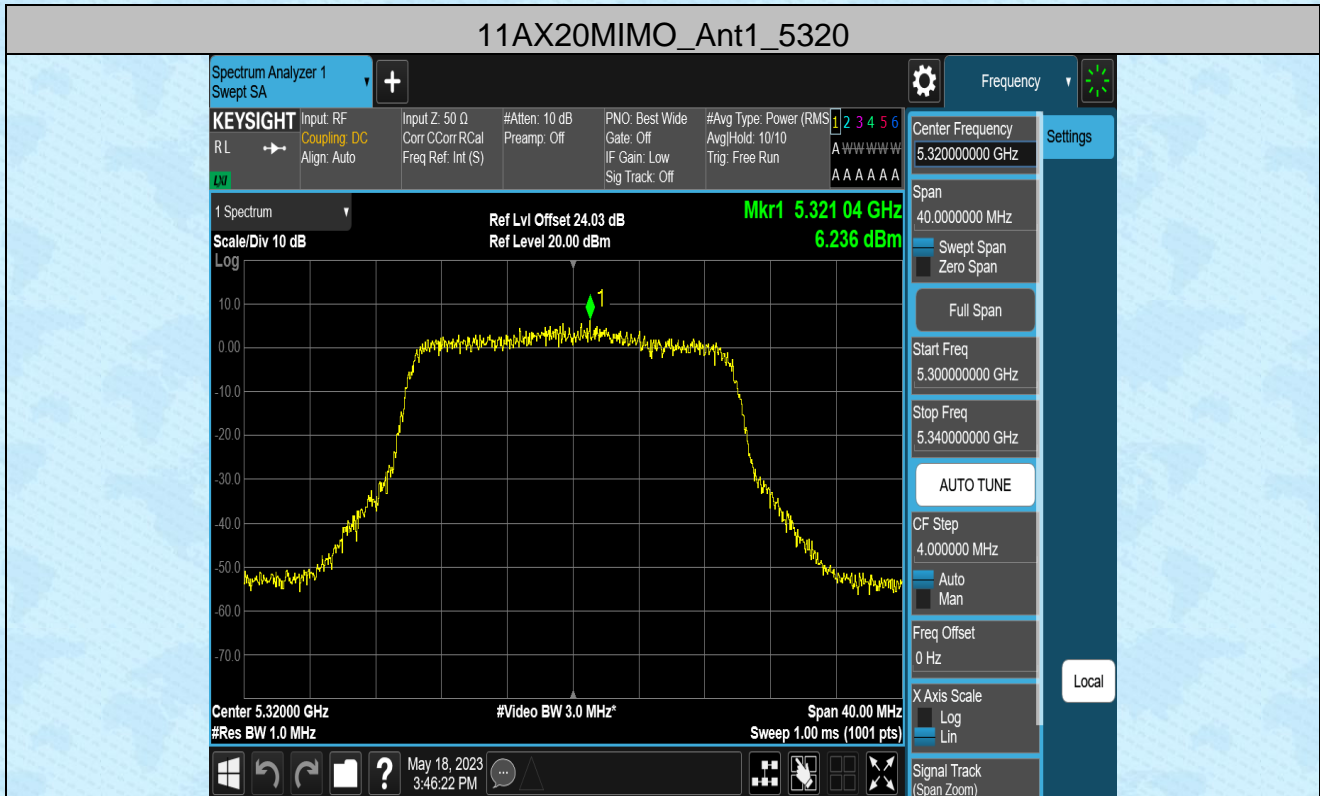 11AX20MIMO_Ant1_5320
Spectrum Analyzer 1
Swept SA
+
Frequency
KEYSIGHT
R L
LXI
Input: RF
Coupling: DC
Align: Auto
Input Z: 50 Ω
Corr CCorr RCal
Freq Ref: Int (S)
#Atten: 10 dB
Preamp: Off
PNO: Best Wide
Gate: Off
IF Gain: Low
Sig Track: Off
#Avg Type: Power (RMS
Avg|Hold: 10/10
Trig: Free Run
1 2 3 4 5 6
A W W W W W
A A A A A A
1 Spectrum
Scale/Div 10 dB
Log
Ref Lvl Offset 24.03 dB
Ref Level 20.00 dBm
Mkr1 5.321 04 GHz
6.236 dBm
1
10.0
0.00
-10.0
-20.0
-30.0
-40.0
-50.0
-60.0
-70.0
Center 5.32000 GHz
#Res BW 1.0 MHz
#Video BW 3.0 MHz*
Span 40.00 MHz
Sweep 1.00 ms (1001 pts)
Center Frequency
5.320000000 GHz
Settings
Span
40.0000000 MHz
Swept Span
Zero Span
Full Span
Start Freq
5.300000000 GHz
Stop Freq
5.340000000 GHz
AUTO TUNE
CF Step
4.000000 MHz
Auto
Man
Freq Offset
0 Hz
X Axis Scale
Log
Lin
Local
Signal Track
(Span Zoom)
?
May 18, 2023
3:46:22 PM